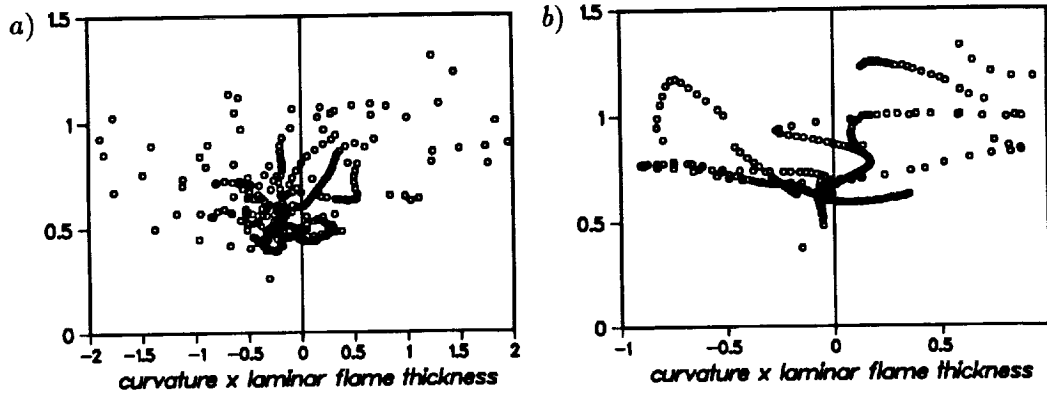 a) 1.5
1
0.5
0
-2 -1.5 -1 -0.5 0 0.5 1 1.5 2
curvature x laminar flame thickness
b) 1.5
1
0.5
0
-1 -0.5 0 0.5
curvature x laminar flame thickness